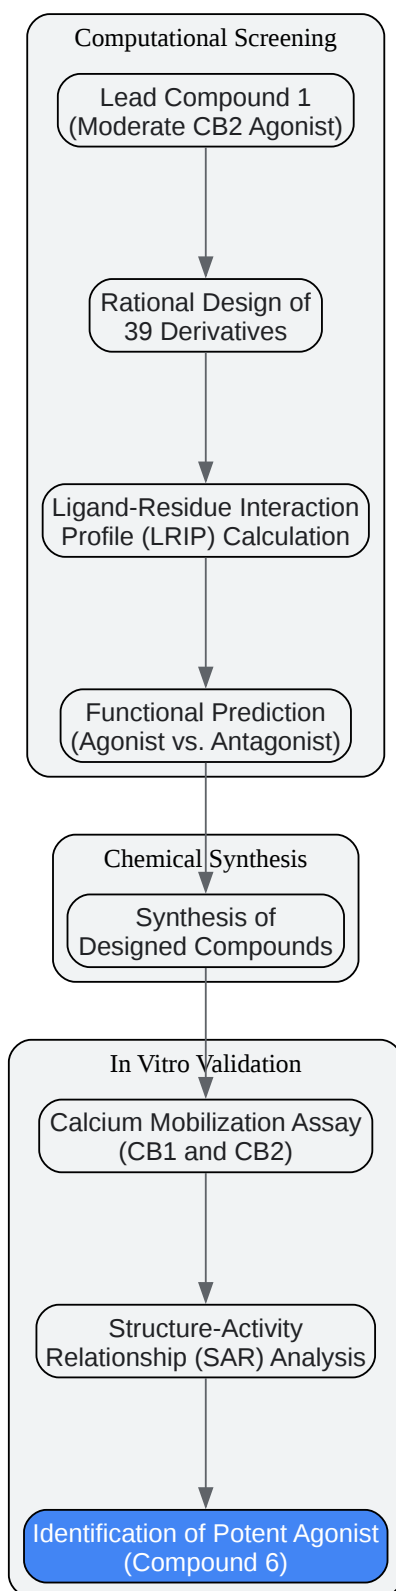 Computational Screening
Lead Compound 1
(Moderate CB2 Agonist)
Rational Design of
39 Derivatives
Ligand-Residue Interaction
Profile (LRIP) Calculation
Functional Prediction
(Agonist vs. Antagonist)
Chemical Synthesis
Synthesis of
Designed Compounds
In Vitro Validation
Calcium Mobilization Assay
(CB1 and CB2)
Structure-Activity
Relationship (SAR) Analysis
Identification of Potent Agonist
(Compound 6)